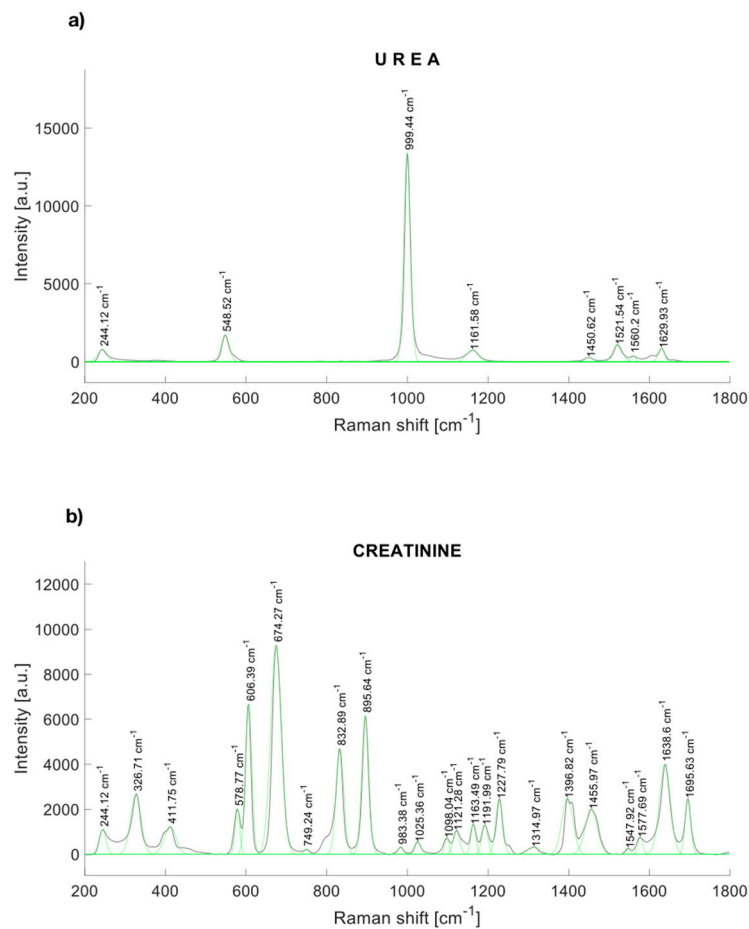 a)
U R E A
Intensity [a.u.]
15000
10000
5000
0
244.12 cm⁻¹
548.52 cm⁻¹
999.44 cm⁻¹
1161.58 cm⁻¹
1450.62 cm⁻¹
1521.54 cm⁻¹
1560.2 cm⁻¹
1629.93 cm⁻¹
200 400 600 800 1000 1200 1400 1600 1800
Raman shift [cm⁻¹]
b)
CREATININE
Intensity [a.u.]
12000
10000
8000
6000
4000
2000
0
244.12 cm⁻¹
326.71 cm⁻¹
411.75 cm⁻¹
578.77 cm⁻¹
606.39 cm⁻¹
674.27 cm⁻¹
749.24 cm⁻¹
832.89 cm⁻¹
895.64 cm⁻¹
983.38 cm⁻¹
1025.36 cm⁻¹
1098.04 cm⁻¹
1121.28 cm⁻¹
1163.49 cm⁻¹
1191.99 cm⁻¹
1227.79 cm⁻¹
1314.97 cm⁻¹
1396.82 cm⁻¹
1455.97 cm⁻¹
1547.92 cm⁻¹
1577.69 cm⁻¹
1638.6 cm⁻¹
1695.63 cm⁻¹
200 400 600 800 1000 1200 1400 1600 1800
Raman shift [cm⁻¹]